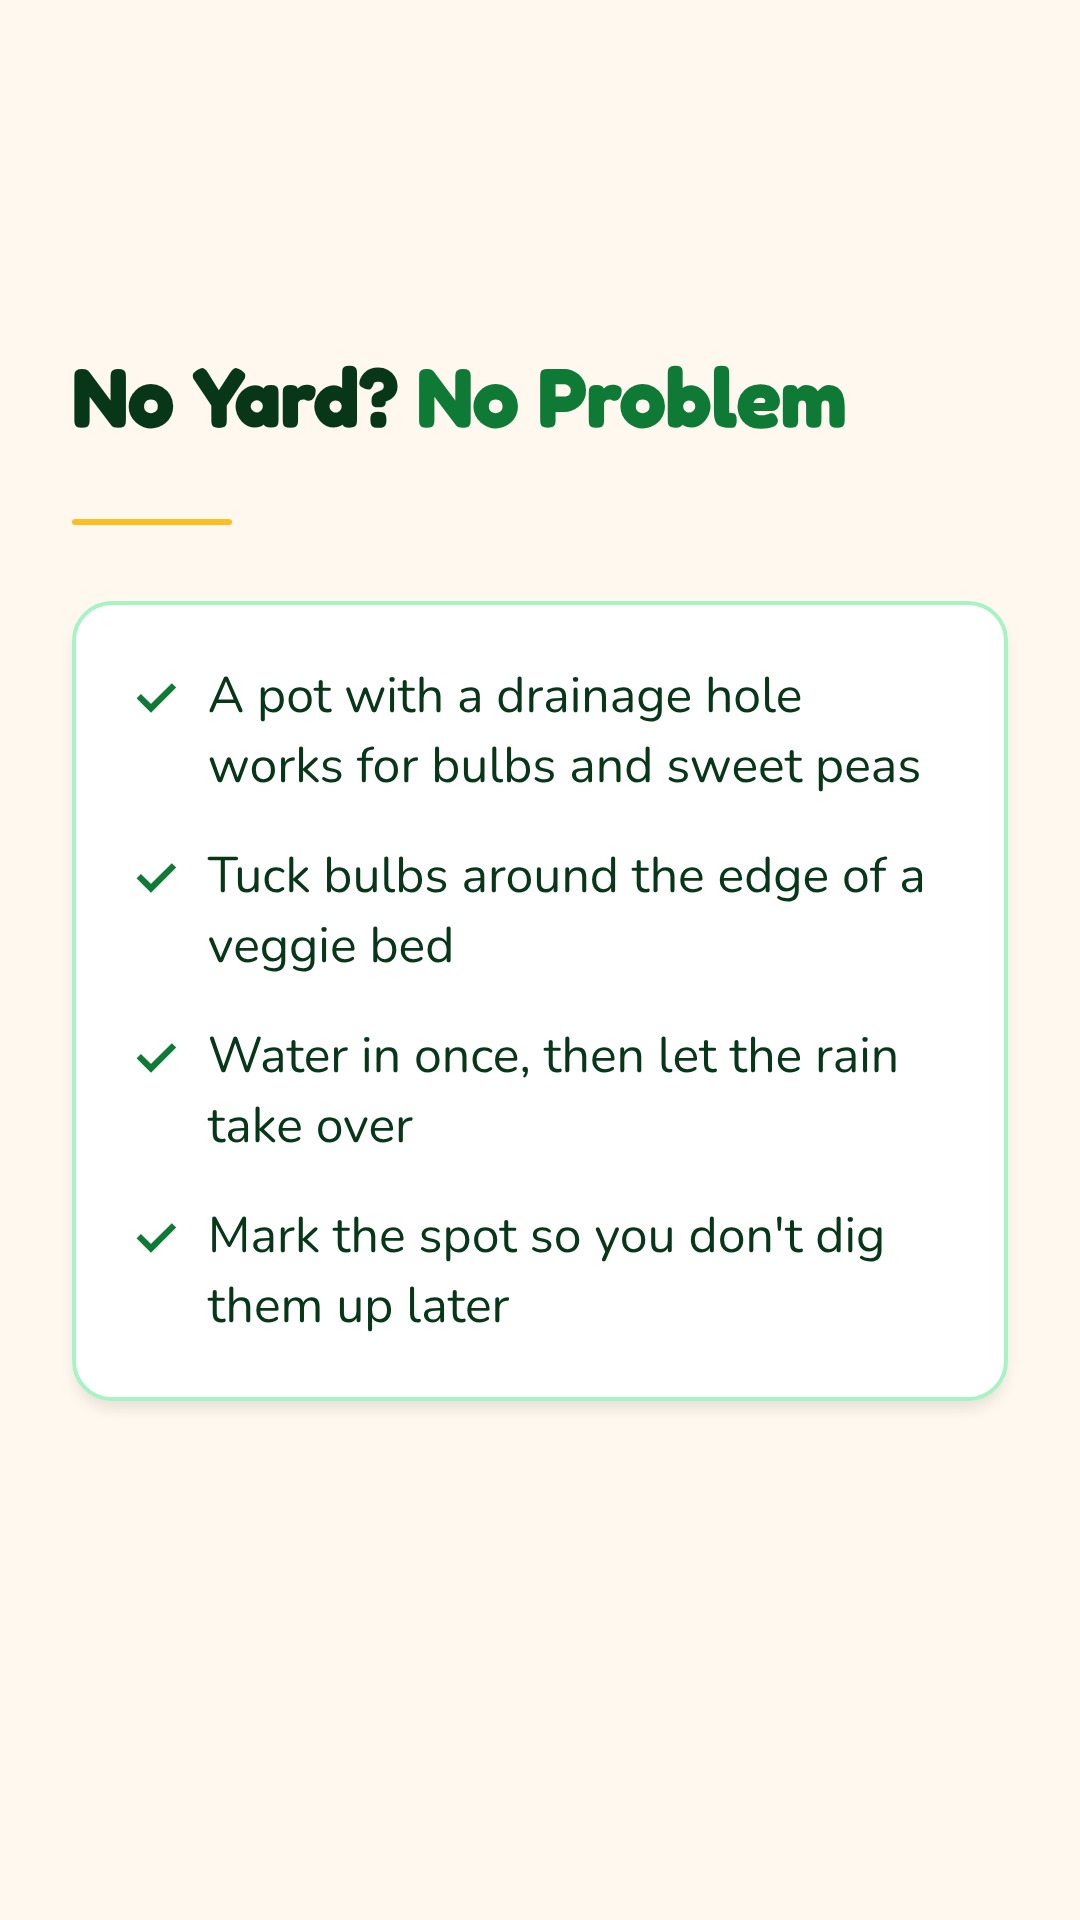 No Yard? No Problem
A pot with a drainage hole
works for bulbs and sweet peas
Tuck bulbs around the edge of a
veggie bed
Water in once, then let the rain
take over
Mark the spot so you don't dig
them up later